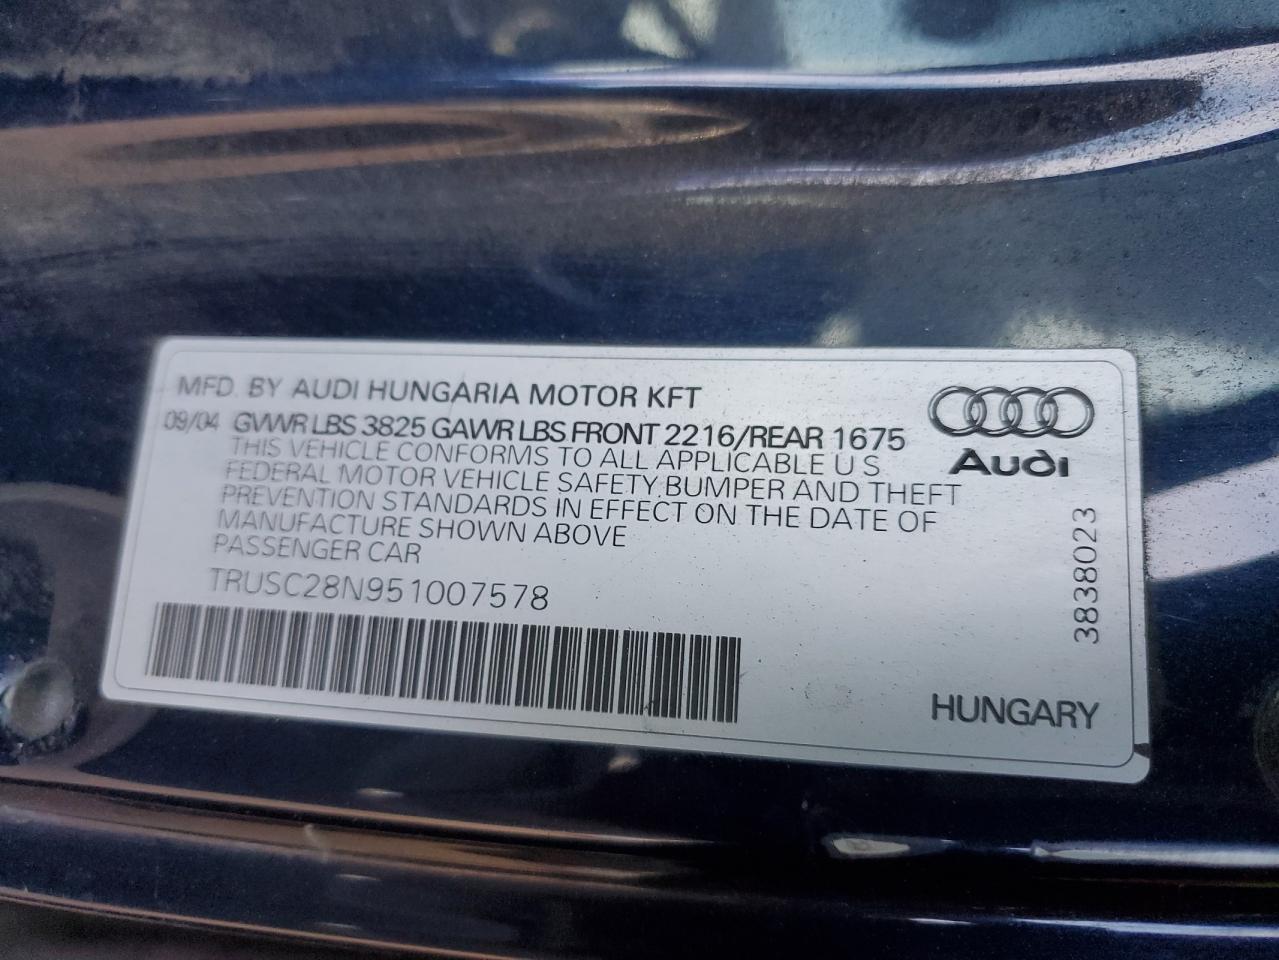 MFD. BY AUDI HUNGARIA MOTOR KFT
09/04 GVWR LBS 3825 GAWR LBS FRONT 2216/REAR 1675
THIS VEHICLE CONFORMS TO ALL APPLICABLE U S
FEDERAL MOTOR VEHICLE SAFETY, BUMPER AND THEFT
PREVENTION STANDARDS IN EFFECT ON THE DATE OF
MANUFACTURE SHOWN ABOVE
PASSENGER CAR
TRUSC28N951007578
Audi
3838023
HUNGARY